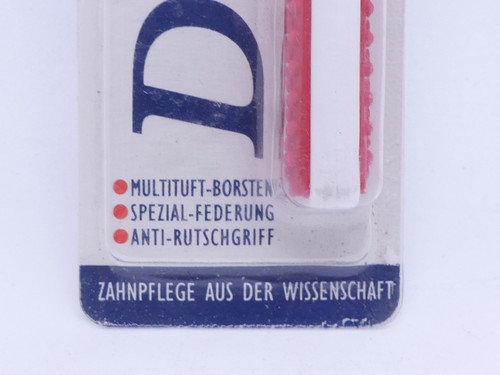 D
MULTITUFT-BORSTEN
SPEZIAL-FEDERUNG
ANTI-RUTSCHGRIFF
ZAHNPFLEGE AUS DER WISSENSCHAFT